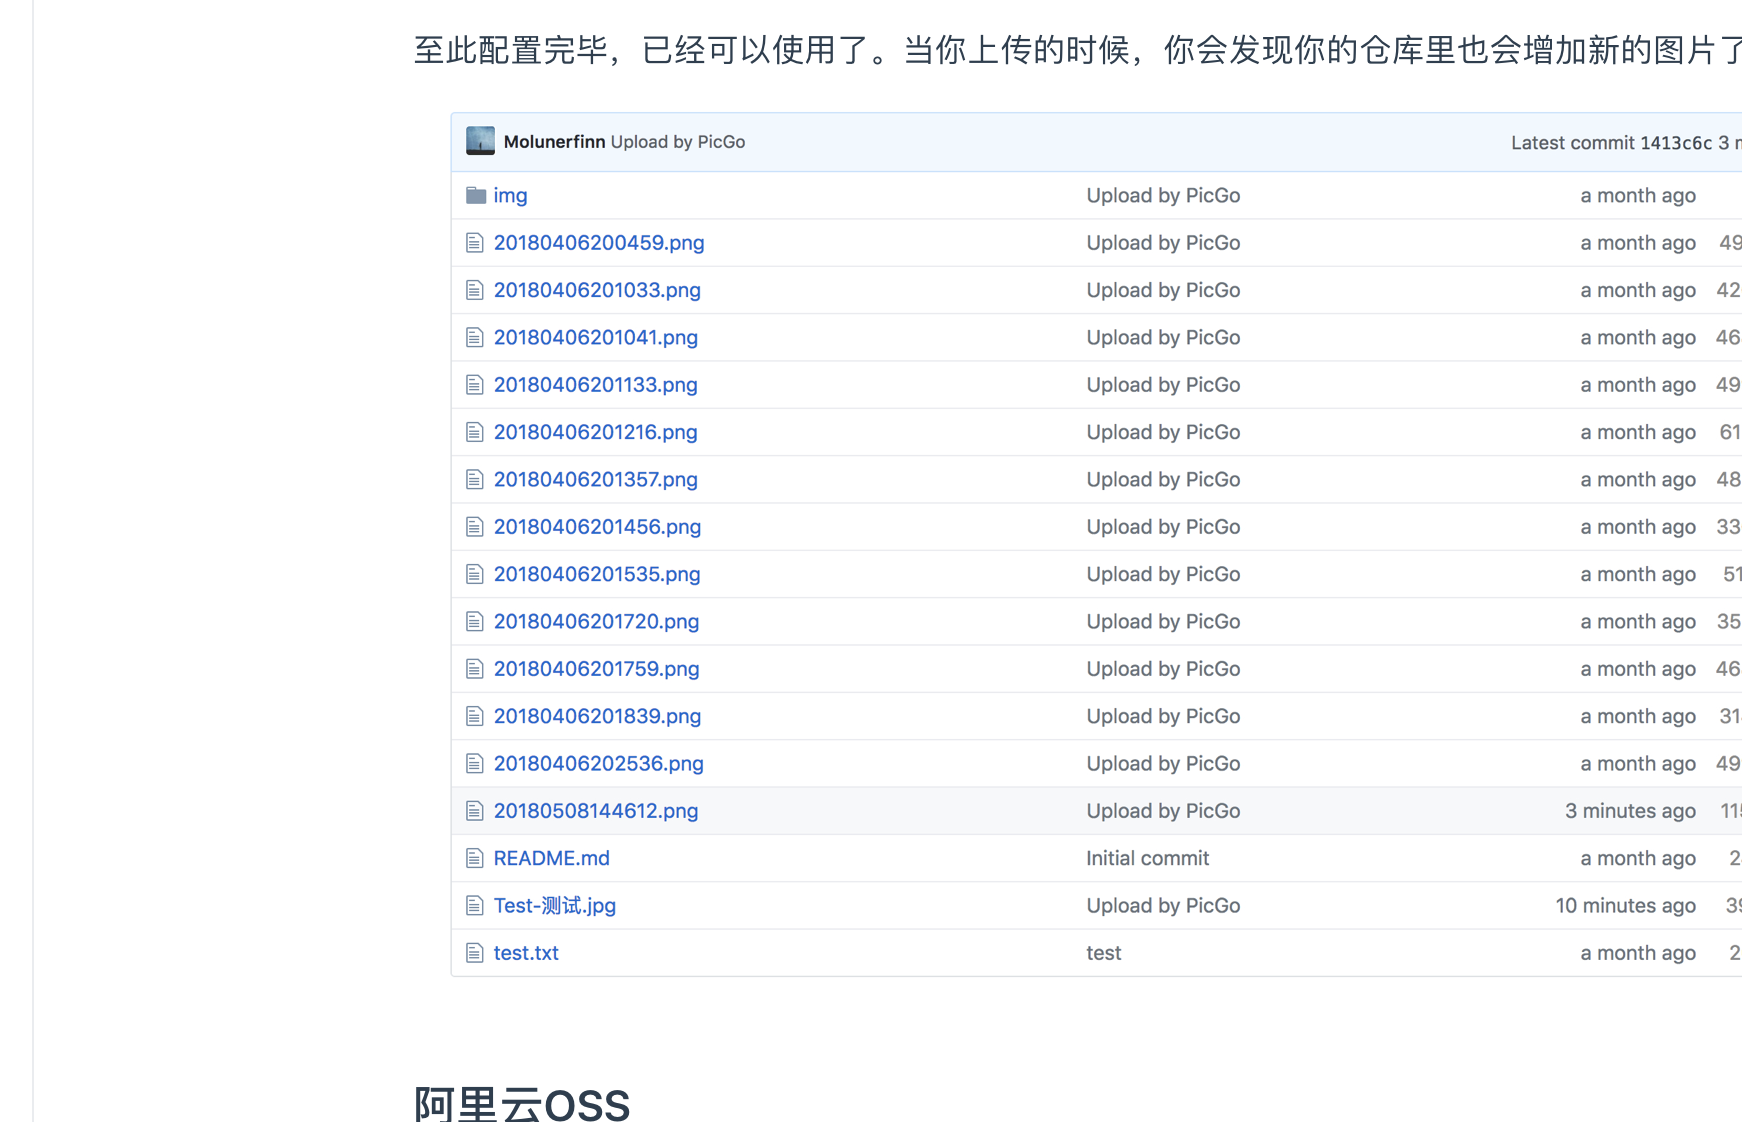 至此配置完毕，已经可以使用了。当你上传的时候，你会发现你的仓库里也会增加新的图片了
Molunerfinn Upload by PicGo Latest commit 1413c6c 3
img Upload by PicGo a month ago
20180406200459.png Upload by PicGo a month ago 49
20180406201033.png Upload by PicGo a month ago 42
20180406201041.png Upload by PicGo a month ago 46
20180406201133.png Upload by PicGo a month ago 49
20180406201216.png Upload by PicGo a month ago 61
20180406201357.png Upload by PicGo a month ago 48
20180406201456.png Upload by PicGo a month ago 33
20180406201535.png Upload by PicGo a month ago 51
20180406201720.png Upload by PicGo a month ago 35
20180406201759.png Upload by PicGo a month ago 46
20180406201839.png Upload by PicGo a month ago 31
20180406202536.png Upload by PicGo a month ago 49
20180508144612.png Upload by PicGo 3 minutes ago 115
README.md Initial commit a month ago 2
Test-测试.jpg Upload by PicGo 10 minutes ago 39
test.txt test a month ago 2
阿里云OSS